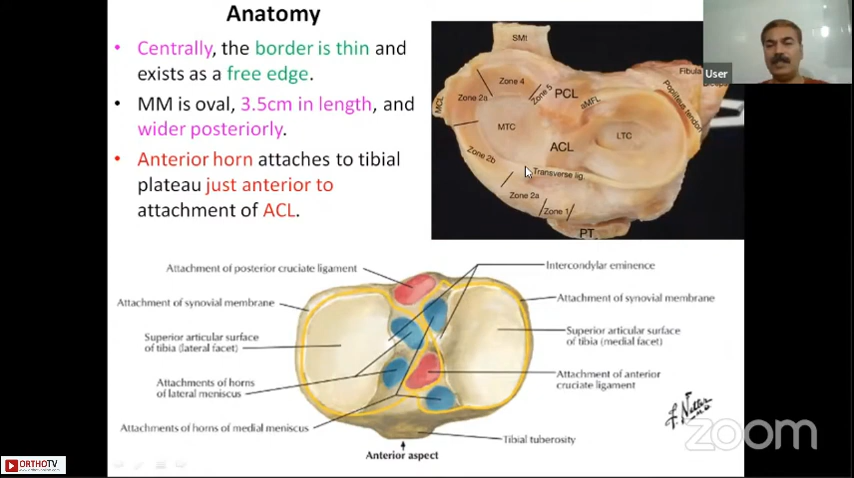 Anatomy
• Centrally, the border is thin and
exists as a free edge.
• MM is oval, 3.5cm in length, and
wider posteriorly.
• Anterior horn attaches to tibial
plateau just anterior to
attachment of ACL.
SMt
Zone 4
Zone 5
PCL
aMFL
Zone 2a
MCL
MTC
LTC
ACL
Zone 2b
Transverse lig.
Zone 2a
Zone 1
PT
Fibula
Popliteus tendon
User
Attachment of posterior cruciate ligament
Intercondylar eminence
Attachment of synovial membrane
Attachment of synovial membrane
Superior articular surface
of tibia (lateral facet)
Superior articular surface
of tibia (medial facet)
Attachments of horns
of lateral meniscus
Attachment of anterior
cruciate ligament
Attachments of horns of medial meniscus
Tibial tuberosity
Anterior aspect
F. Netter
zoom
ORTHOTV